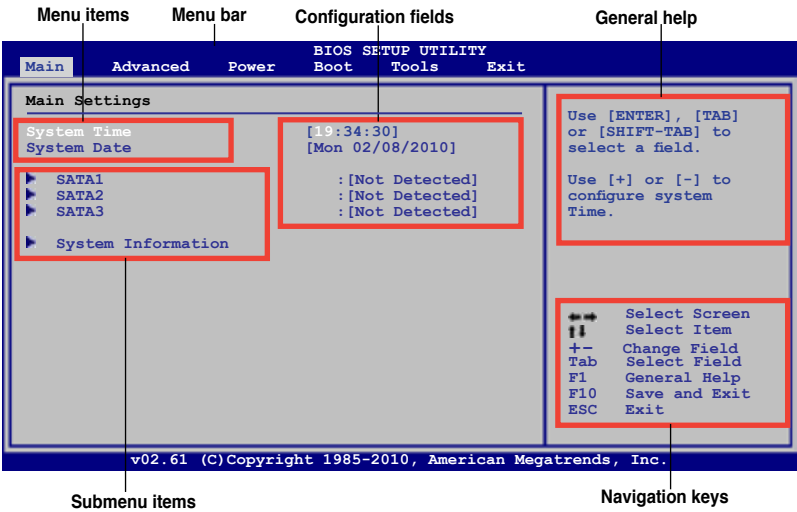 Menu items Menu bar Configuration fields General help
BIOS SETUP UTILITY
Main Advanced Power Boot Tools Exit
Main Settings
System Time [19:34:30]
System Date [Mon 02/08/2010]
SATA1 :[Not Detected]
SATA2 :[Not Detected]
SATA3 :[Not Detected]
System Information
Use [ENTER], [TAB]
or [SHIFT-TAB] to
select a field.
Use [+] or [-] to
configure system
Time.
Select Screen
Select Item
+- Change Field
Tab Select Field
F1 General Help
F10 Save and Exit
ESC Exit
v02.61 (C)Copyright 1985-2010, American Megatrends, Inc.
Submenu items Navigation keys